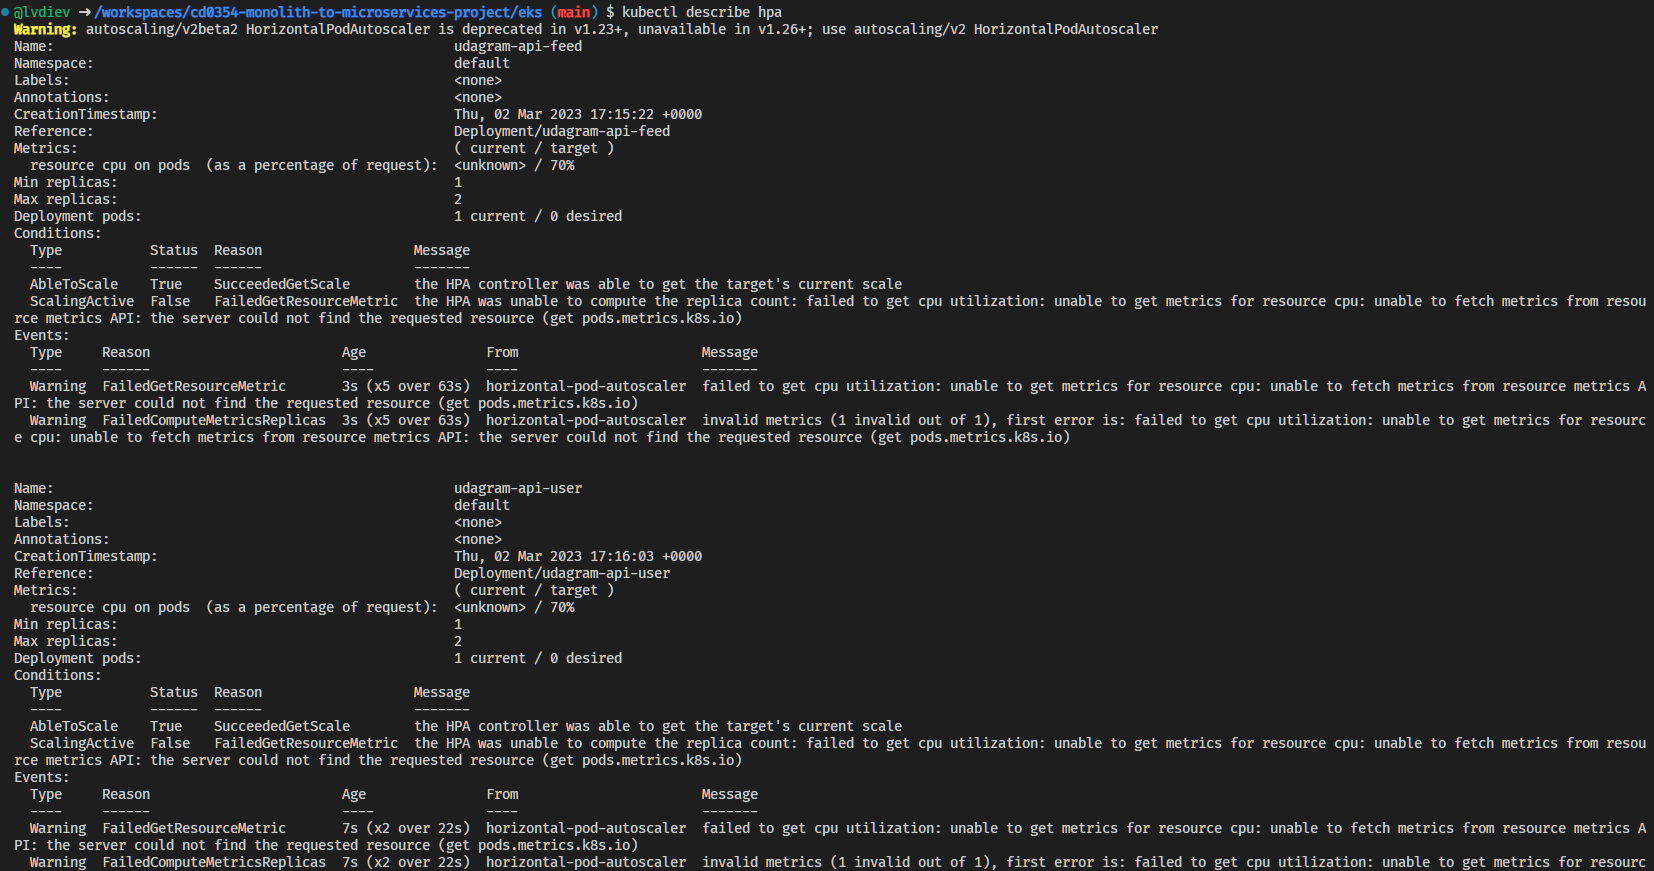 @lvdiev ➜ /workspaces/cd0354-monolith-to-microservices-project/eks (main) $ kubectl describe hpa
Warning: autoscaling/v2beta2 HorizontalPodAutoscaler is deprecated in v1.23+, unavailable in v1.26+; use autoscaling/v2 HorizontalPodAutoscaler
Name: udagram-api-feed
Namespace: default
Labels: <none>
Annotations: <none>
CreationTimestamp: Thu, 02 Mar 2023 17:15:22 +0000
Reference: Deployment/udagram-api-feed
Metrics: ( current / target )
resource cpu on pods (as a percentage of request): <unknown> / 70%
Min replicas: 1
Max replicas: 2
Deployment pods: 1 current / 0 desired
Conditions:
Type Status Reason Message
---- ------ ------ -------
AbleToScale True SucceededGetScale the HPA controller was able to get the target's current scale
ScalingActive False FailedGetResourceMetric the HPA was unable to compute the replica count: failed to get cpu utilization: unable to get metrics for resource cpu: unable to fetch metrics from resou
rce metrics API: the server could not find the requested resource (get pods.metrics.k8s.io)
Events:
Type Reason Age From Message
---- ------ ---- ---- -------
Warning FailedGetResourceMetric 3s (x5 over 63s) horizontal-pod-autoscaler failed to get cpu utilization: unable to get metrics for resource cpu: unable to fetch metrics from resource metrics A
PI: the server could not find the requested resource (get pods.metrics.k8s.io)
Warning FailedComputeMetricsReplicas 3s (x5 over 63s) horizontal-pod-autoscaler invalid metrics (1 invalid out of 1), first error is: failed to get cpu utilization: unable to get metrics for resourc
e cpu: unable to fetch metrics from resource metrics API: the server could not find the requested resource (get pods.metrics.k8s.io)
Name: udagram-api-user
Namespace: default
Labels: <none>
Annotations: <none>
CreationTimestamp: Thu, 02 Mar 2023 17:16:03 +0000
Reference: Deployment/udagram-api-user
Metrics: ( current / target )
resource cpu on pods (as a percentage of request): <unknown> / 70%
Min replicas: 1
Max replicas: 2
Deployment pods: 1 current / 0 desired
Conditions:
Type Status Reason Message
---- ------ ------ -------
AbleToScale True SucceededGetScale the HPA controller was able to get the target's current scale
ScalingActive False FailedGetResourceMetric the HPA was unable to compute the replica count: failed to get cpu utilization: unable to get metrics for resource cpu: unable to fetch metrics from resou
rce metrics API: the server could not find the requested resource (get pods.metrics.k8s.io)
Events:
Type Reason Age From Message
---- ------ ---- ---- -------
Warning FailedGetResourceMetric 7s (x2 over 22s) horizontal-pod-autoscaler failed to get cpu utilization: unable to get metrics for resource cpu: unable to fetch metrics from resource metrics A
PI: the server could not find the requested resource (get pods.metrics.k8s.io)
Warning FailedComputeMetricsReplicas 7s (x2 over 22s) horizontal-pod-autoscaler invalid metrics (1 invalid out of 1), first error is: failed to get cpu utilization: unable to get metrics for resourc